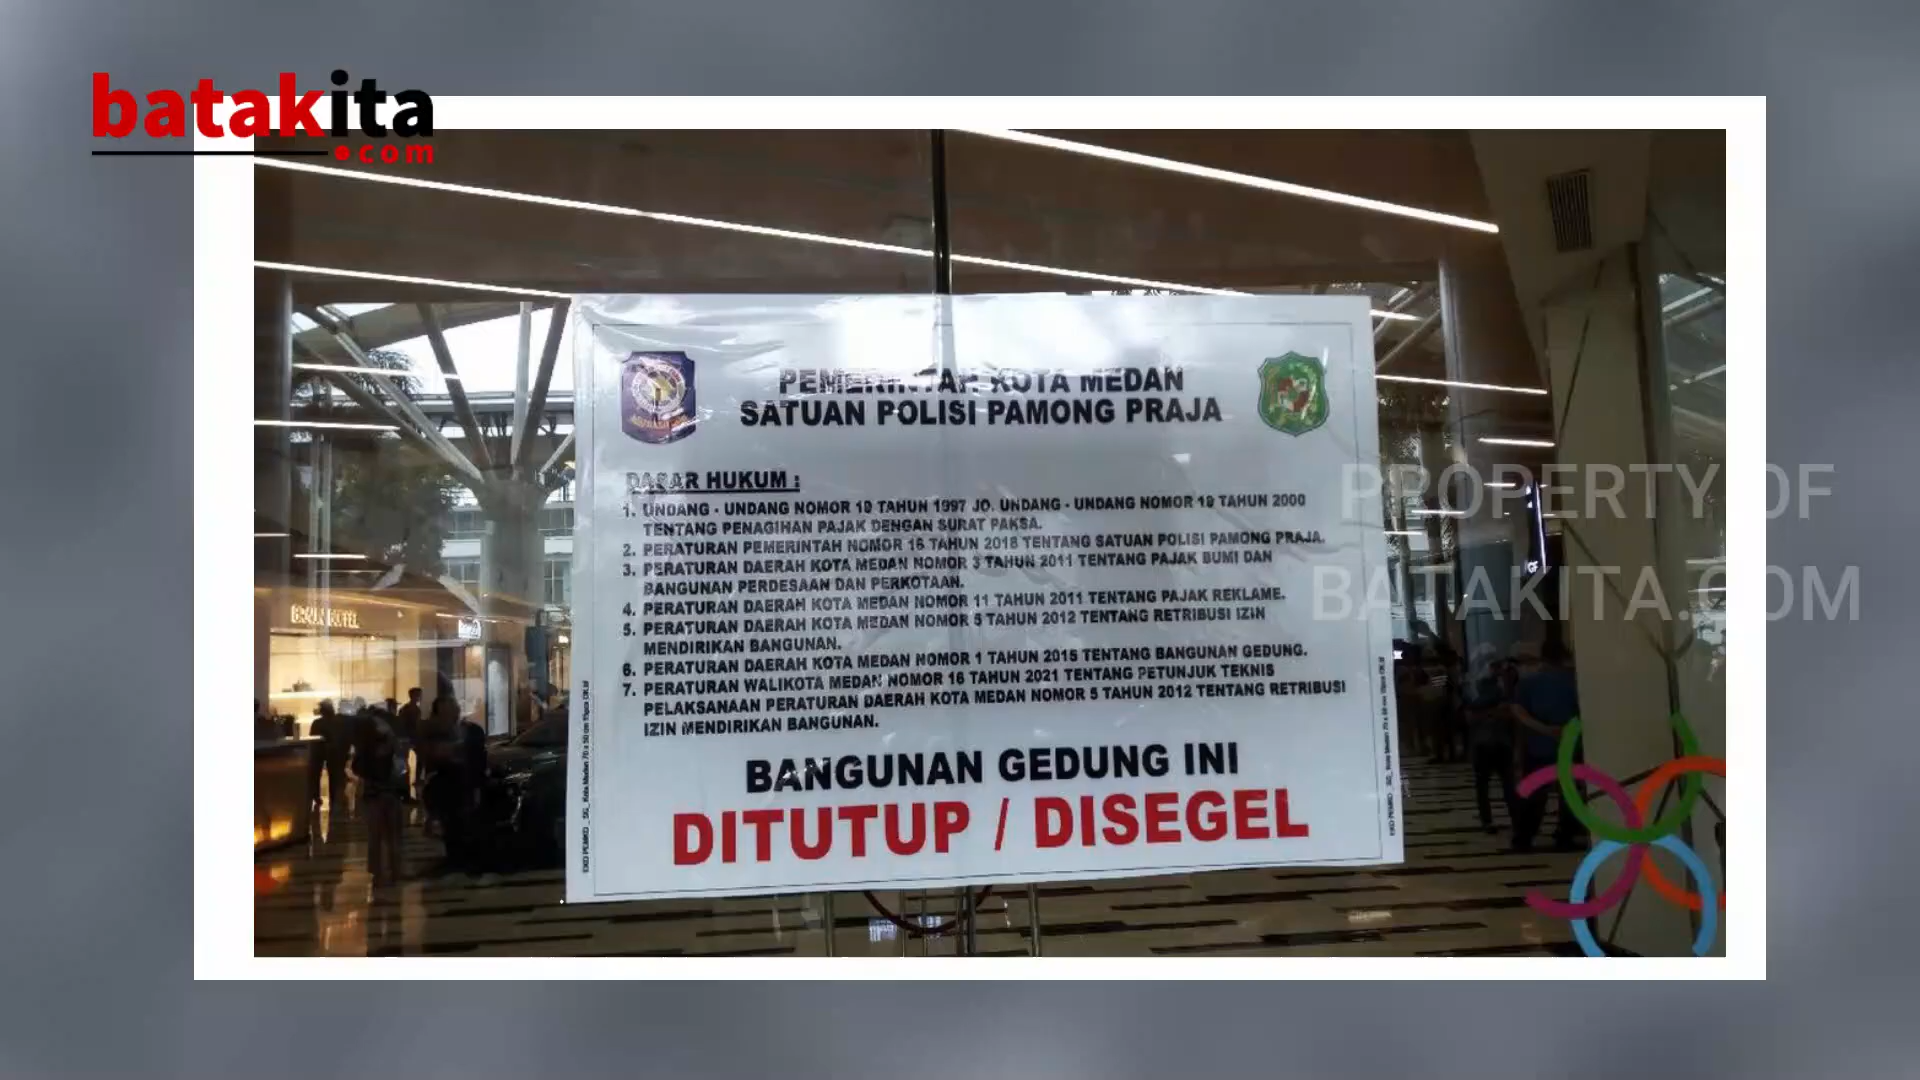 batakita
.com
PEMERINTAH KOTA MEDAN
SATUAN POLISI PAMONG PRAJA
DASAR HUKUM :
1. UNDANG - UNDANG NOMOR 19 TAHUN 1997 JO. UNDANG - UNDANG NOMOR 19 TAHUN 2000
TENTANG PENAGIHAN PAJAK DENGAN SURAT PAKSA.
2. PERATURAN PEMERINTAH NOMOR 16 TAHUN 2018 TENTANG SATUAN POLISI PAMONG PRAJA.
3. PERATURAN DAERAH KOTA MEDAN NOMOR 3 TAHUN 2011 TENTANG PAJAK BUMI DAN
BANGUNAN PERDESAAN DAN PERKOTAAN.
4. PERATURAN DAERAH KOTA MEDAN NOMOR 11 TAHUN 2011 TENTANG PAJAK REKLAME.
5. PERATURAN DAERAH KOTA MEDAN NOMOR 5 TAHUN 2012 TENTANG RETRIBUSI IZIN
MENDIRIKAN BANGUNAN.
6. PERATURAN DAERAH KOTA MEDAN NOMOR 1 TAHUN 2015 TENTANG BANGUNAN GEDUNG.
7. PERATURAN WALIKOTA MEDAN NOMOR 16 TAHUN 2021 TENTANG PETUNJUK TEKNIS
PELAKSANAAN PERATURAN DAERAH KOTA MEDAN NOMOR 5 TAHUN 2012 TENTANG RETRIBUSI
IZIN MENDIRIKAN BANGUNAN.
BANGUNAN GEDUNG INI
DITUTUP / DISEGEL
PROPERTY OF
BATAKITA.COM